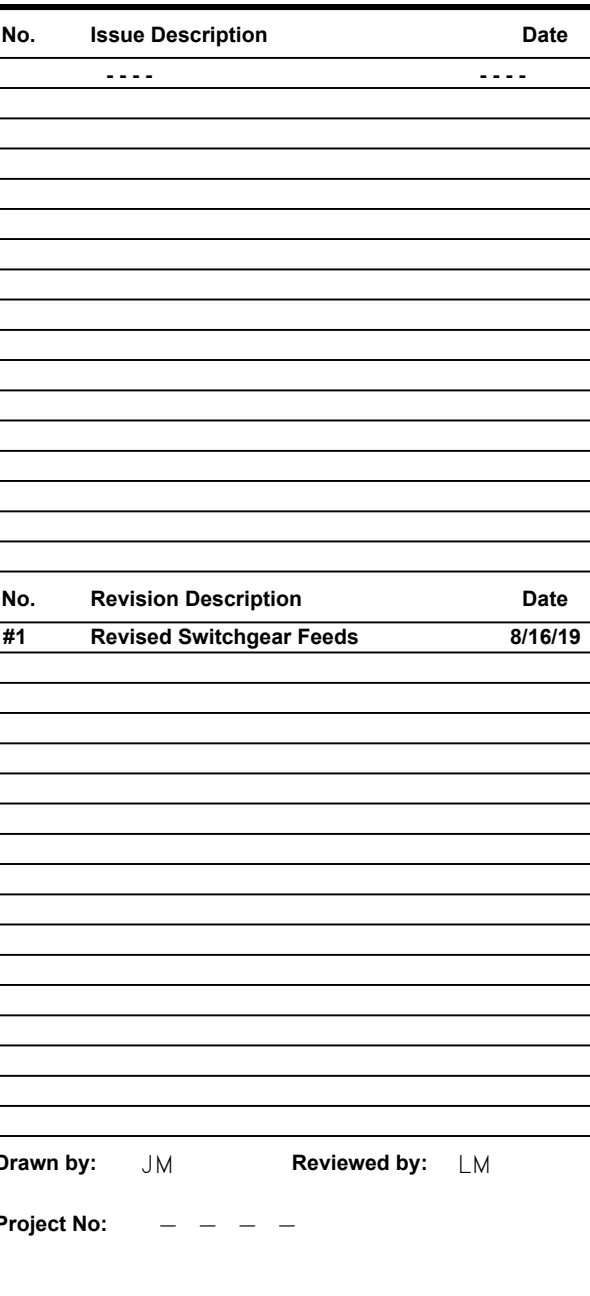 No. Issue Description Date
- - - - - - - -
No. Revision Description Date
#1 Revised Switchgear Feeds 8/16/19
Drawn by: JM Reviewed by: LM
Project No: — — — —